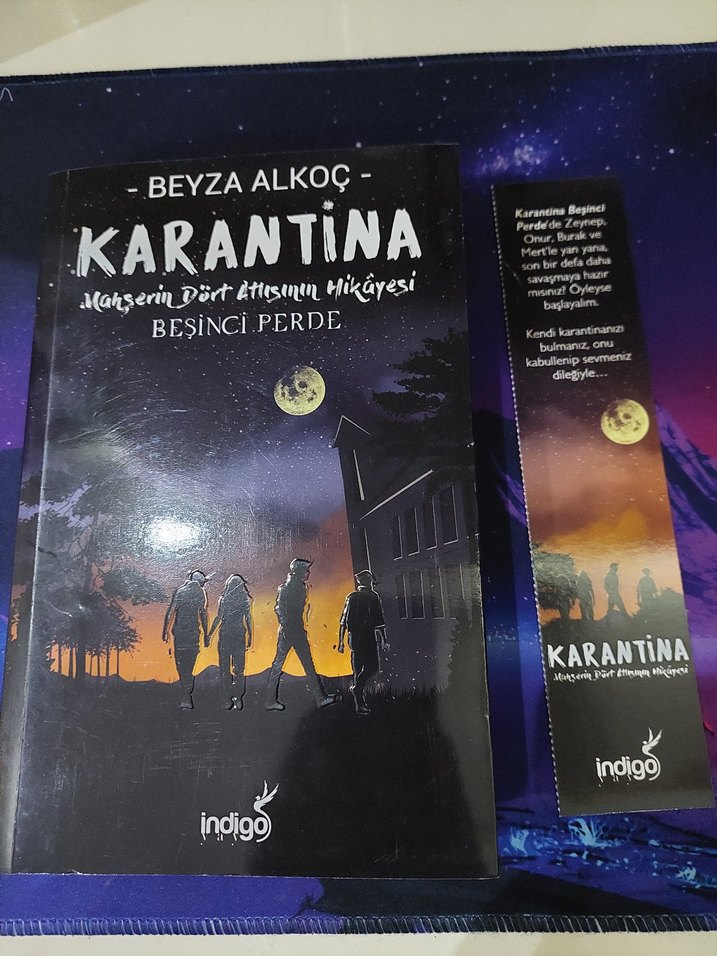 - BEYZA ALKOÇ -
KARANTİNA
Mahşerin Dört Atlısının Hikâyesi
BEŞİNCİ PERDE
indigo
Karantina Beşinci
Perde'de Zeynep,
Onur, Burak ve
Mert'le yan yana,
son bir defa daha
savaşmaya hazır
mısınız? Öyleyse
başlayalım.
Kendi karantinanızı
bulmanız, onu
kabullenip sevmeniz
dileğiyle...
KARANTİNA
Mahşerin Dört Atlısının Hikâyesi
indigo